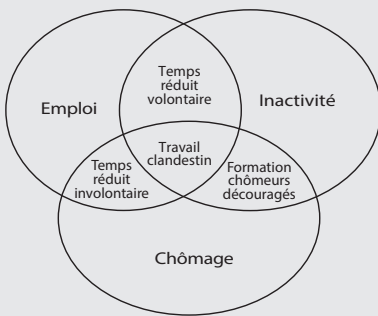 Temps
réduit
volontaire
Emploi
Inactivité
Travail
clandestin
Temps
réduit
involontaire
Formation
chômeurs
découragés
Chômage